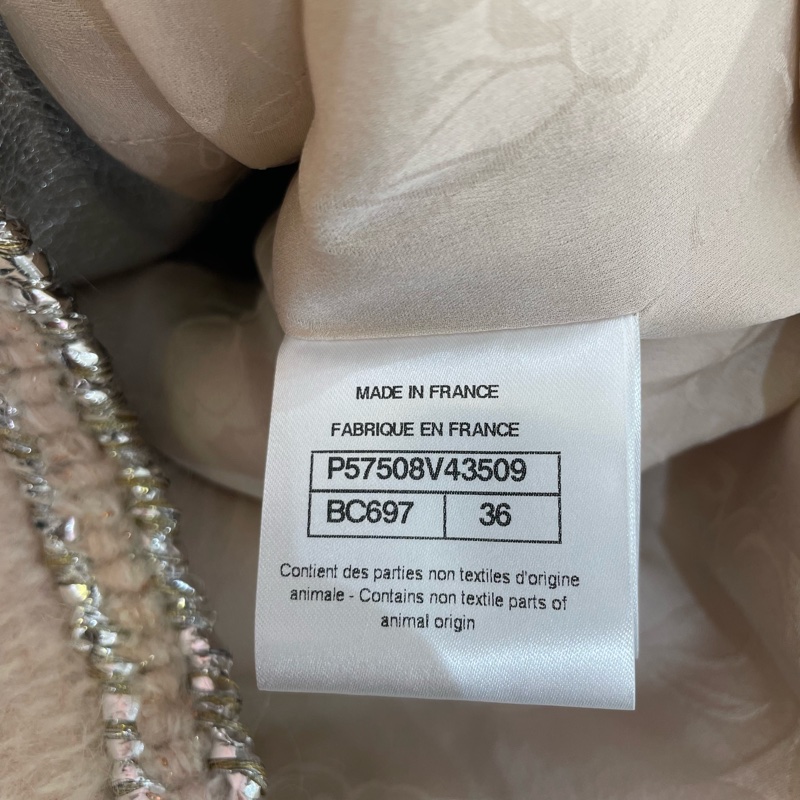 MADE IN FRANCE
FABRIQUE EN FRANCE
P57508V43509
BC697 36
Contient des parties non textiles d'origine
animale - Contains non textile parts of
animal origin